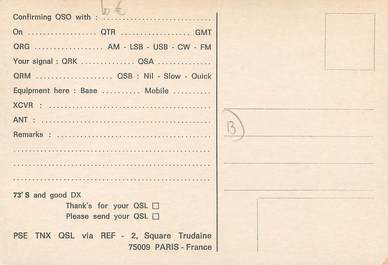 6 €
Confirming QSO with : ....................
On .................... QTR .................... GMT
QRG .................... AM - LSB - USB - CW - FM
Your signal : QRK .................... QSA ....................
QRM .................... QSB : Nil - Slow - Quick
Equipment here : Base .......... Mobile ..........
XCVR : ....................
ANT : ....................
Remarks : ....................
73'S and good DX
Thank's for your QSL □
Please send your QSL □
PSE TNX QSL via REF - 2, Square Trudaine
75009 PARIS - France
B